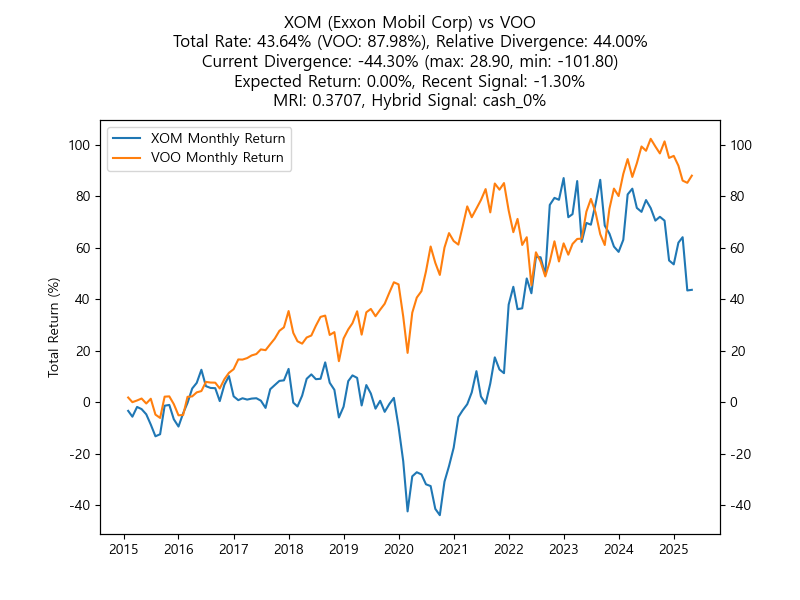 XOM (Exxon Mobil Corp) vs VOO
Total Rate: 43.64% (VOO: 87.98%), Relative Divergence: 44.00%
Current Divergence: -44.30% (max: 28.90, min: -101.80)
Expected Return: 0.00%, Recent Signal: -1.30%
MRI: 0.3707, Hybrid Signal: cash_0%
XOM Monthly Return
VOO Monthly Return
Total Return (%)
100
80
60
40
20
0
-20
-40
100
80
60
40
20
0
-20
-40
2015 2016 2017 2018 2019 2020 2021 2022 2023 2024 2025